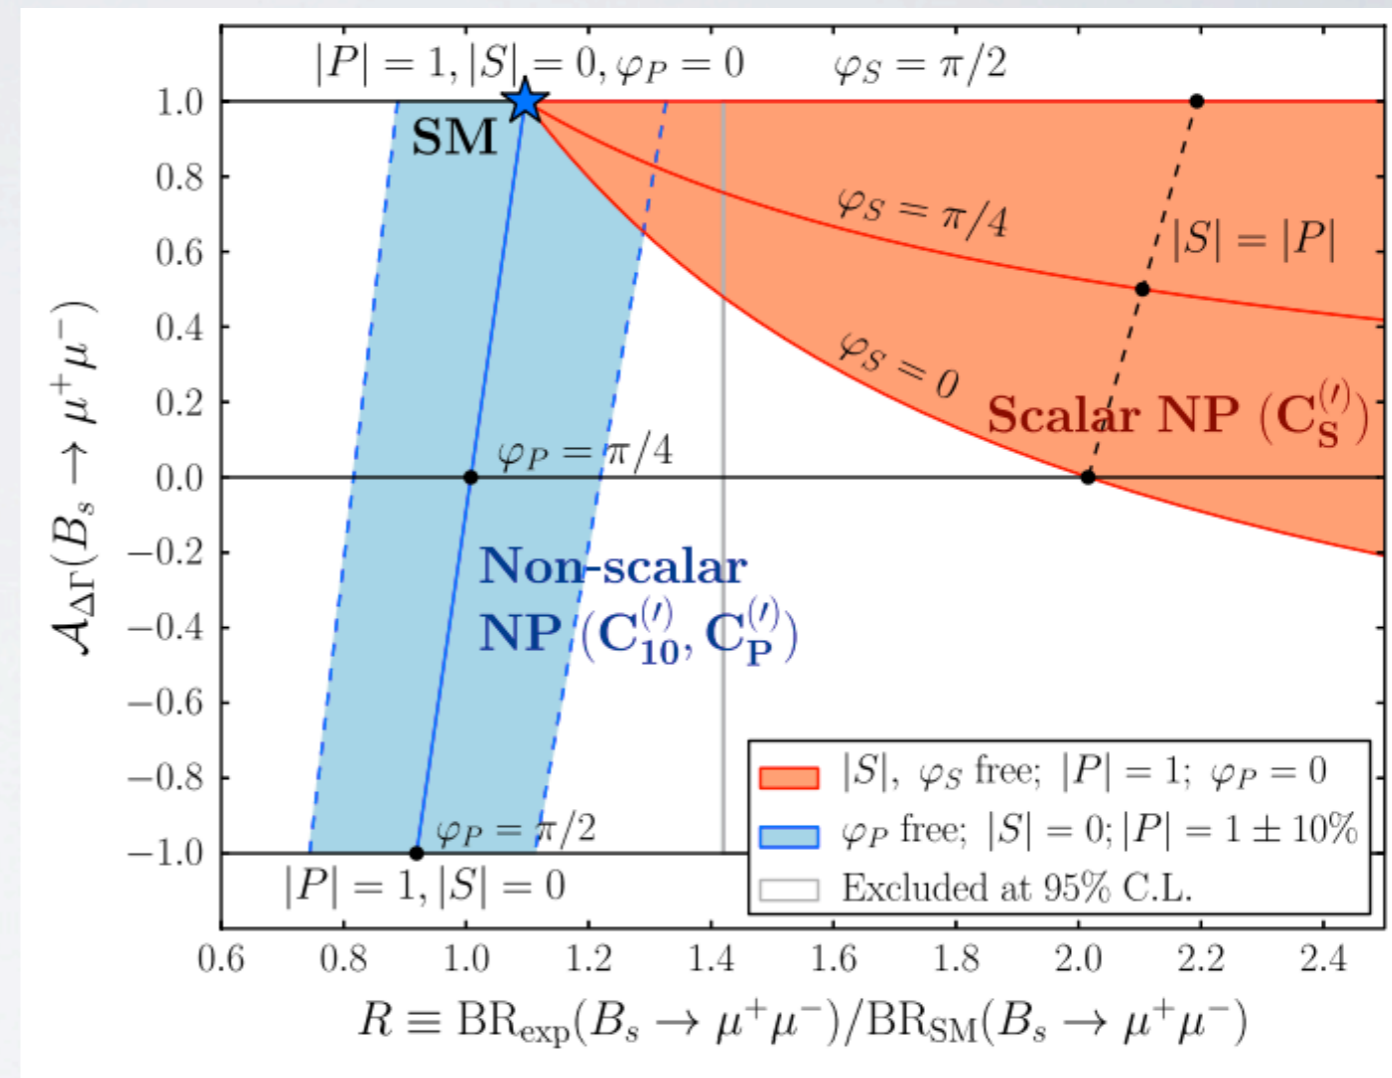 |P| = 1, |S| = 0, φ_P = 0
φ_S = π/2
SM
φ_S = π/4
|S| = |P|
φ_S = 0
Scalar NP (C_S^(′))
φ_P = π/4
Non-scalar
NP (C_10^(′), C_P^(′))
φ_P = π/2
|P| = 1, |S| = 0
|S|, φ_S free; |P| = 1; φ_P = 0
φ_P free; |S| = 0; |P| = 1 ± 10%
Excluded at 95% C.L.
1.0
0.8
0.6
0.4
0.2
0.0
−0.2
−0.4
−0.6
−0.8
−1.0
A_ΔΓ(B_s → μ⁺μ⁻)
0.6 0.8 1.0 1.2 1.4 1.6 1.8 2.0 2.2 2.4
R ≡ BR_exp(B_s → μ⁺μ⁻)/BR_SM(B_s → μ⁺μ⁻)